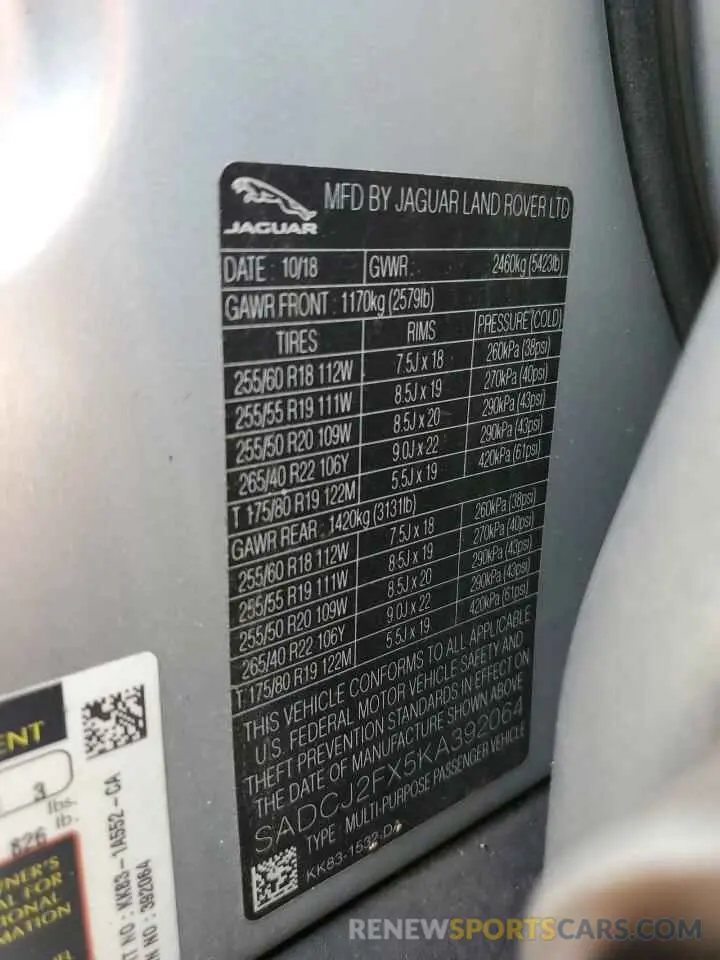 JAGUAR
MFD BY JAGUAR LAND ROVER LTD
DATE : 10/18 GVWR : 2460kg (5423lb)
GAWR FRONT : 1170kg (2579lb)
TIRES RIMS PRESSURE (COLD)
255/60 R18 112W 7.5J x 18 260kPa (38psi)
255/55 R19 111W 8.5J x 19 270kPa (40psi)
255/50 R20 109W 8.5J x 20 290kPa (43psi)
265/40 R22 106Y 9.0J x 22 290kPa (43psi)
T 175/80 R19 122M 5.5J x 19 420kPa (61psi)
GAWR REAR : 1420kg (3131lb)
255/60 R18 112W 7.5J x 18 260kPa (38psi)
255/55 R19 111W 8.5J x 19 270kPa (40psi)
255/50 R20 109W 8.5J x 20 290kPa (43psi)
265/40 R22 106Y 9.0J x 22 290kPa (43psi)
T 175/80 R19 122M 5.5J x 19 420kPa (61psi)
THIS VEHICLE CONFORMS TO ALL APPLICABLE
U.S. FEDERAL MOTOR VEHICLE SAFETY AND
THEFT PREVENTION STANDARDS IN EFFECT ON
THE DATE OF MANUFACTURE SHOWN ABOVE
SADCJ2FX5KA392064
TYPE : MULTI-PURPOSE PASSENGER VEHICLE
KK83-1532-DA
3
lbs.
826 lb.
FOR
MATION
KK83-1A552-CA
392064
RENEWSPORTSCARS.COM